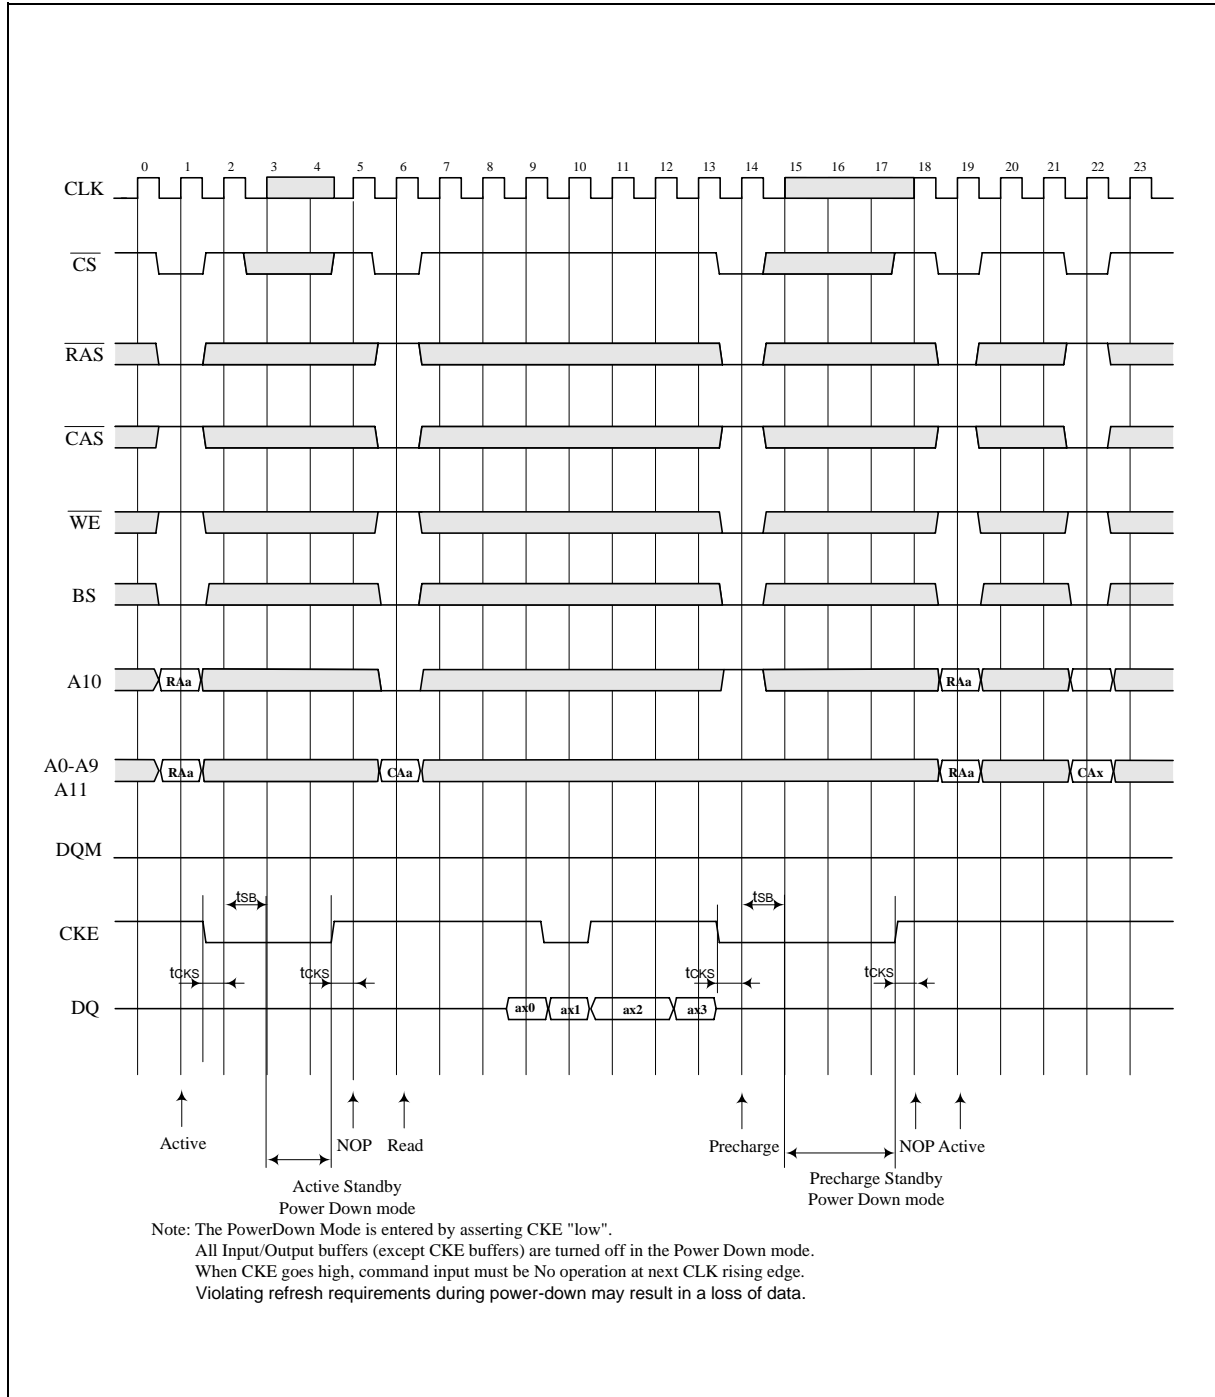 0 1 2 3 4 5 6 7 8 9 10 11 12 13 14 15 16 17 18 19 20 21 22 23
CLK
CS
RAS
CAS
WE
BS
A10 RAa RAa
A0-A9 RAa CAa RAa CAx
A11
DQM
tSB tSB
CKE
tCKS tCKS tCKS tCKS
DQ ax0 ax1 ax2 ax3
Active NOP Read Precharge NOP Active
Active Standby
Power Down mode
Precharge Standby
Power Down mode
Note: The PowerDown Mode is entered by asserting CKE "low".
All Input/Output buffers (except CKE buffers) are turned off in the Power Down mode.
When CKE goes high, command input must be No operation at next CLK rising edge.
Violating refresh requirements during power-down may result in a loss of data.